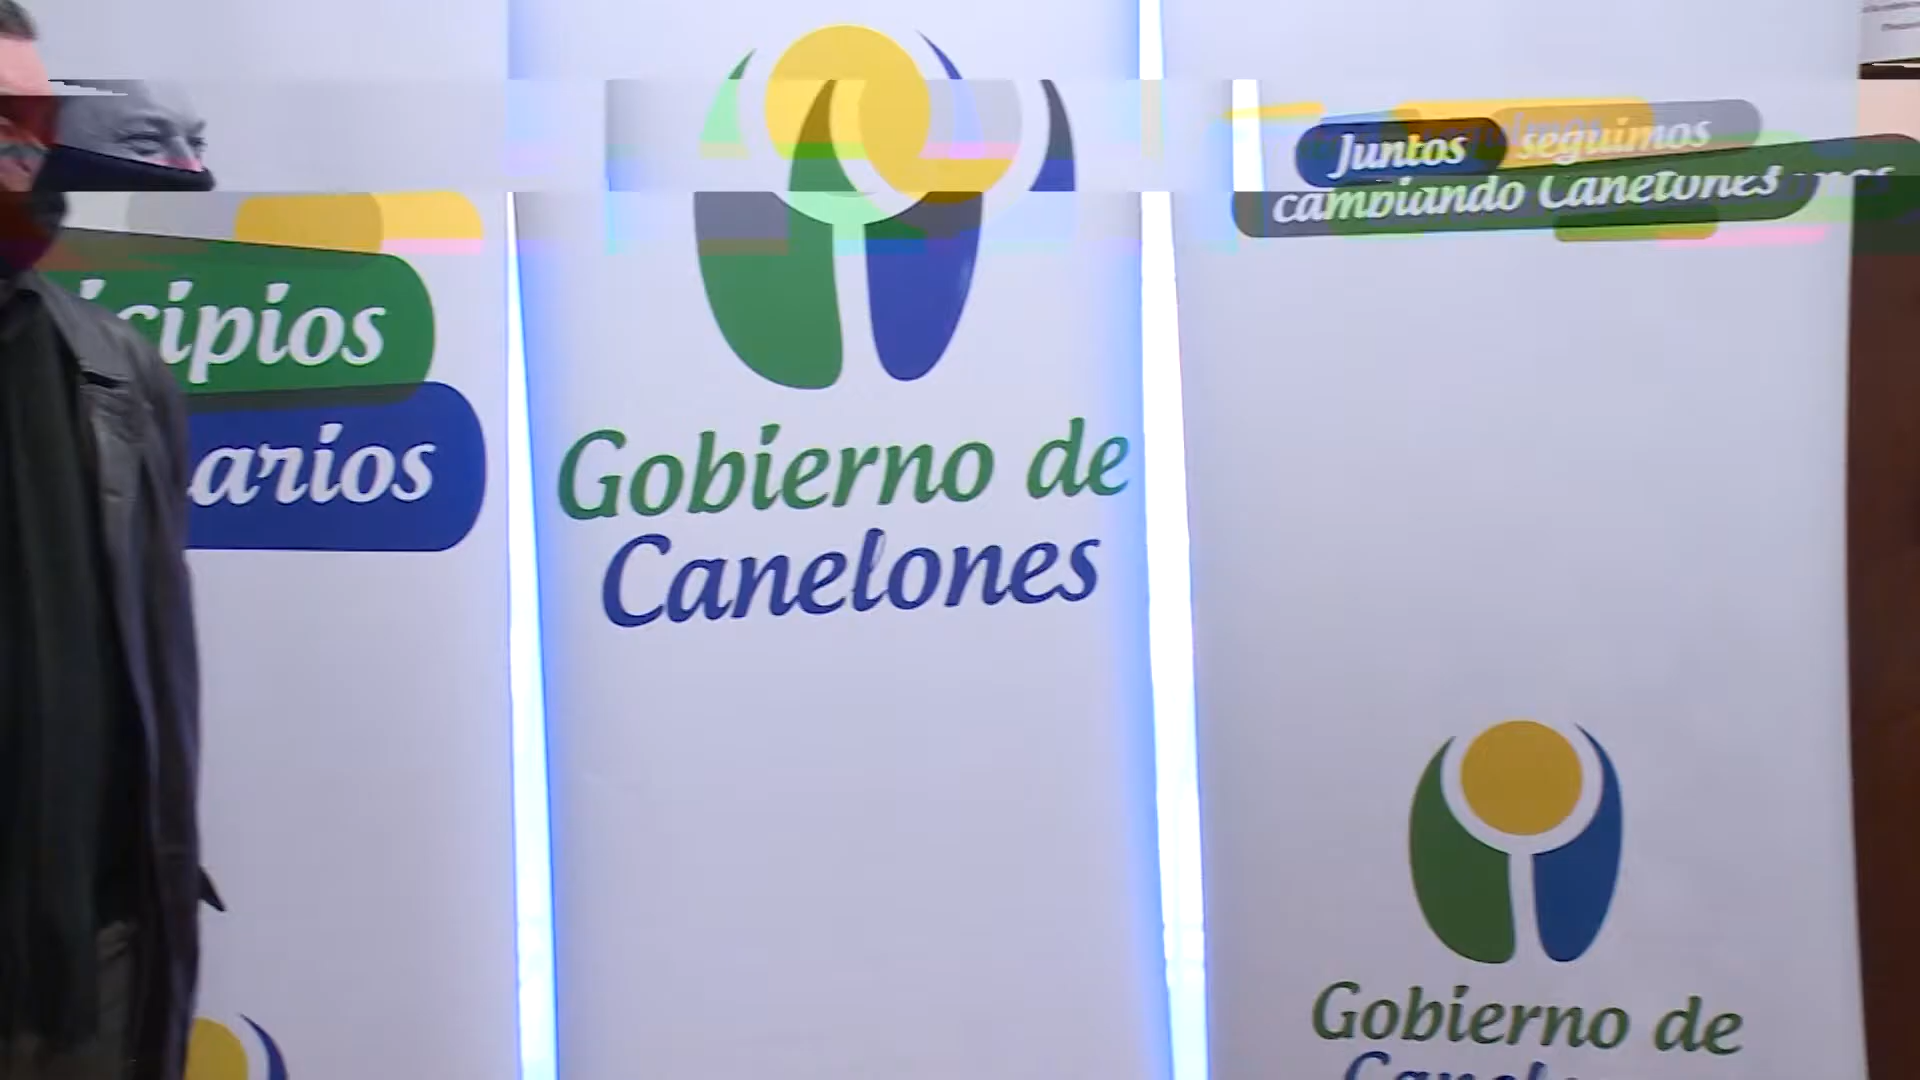 cipios
arios
Gobierno de
Canelones
Juntos seguimos
cambiando Canelones
Gobierno de